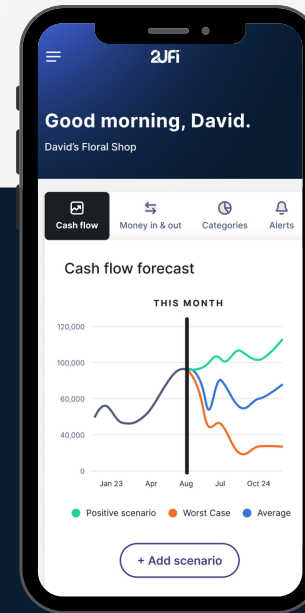 2UFi
Good morning, David.
David's Floral Shop
Cash flow
Money in & out
Categories
Alerts
Cash flow forecast
THIS MONTH
120,000
100,000
60,000
40,000
0
Jan 23 Apr Aug Jul Oct 24
Positive scenario Worst Case Average
+ Add scenario